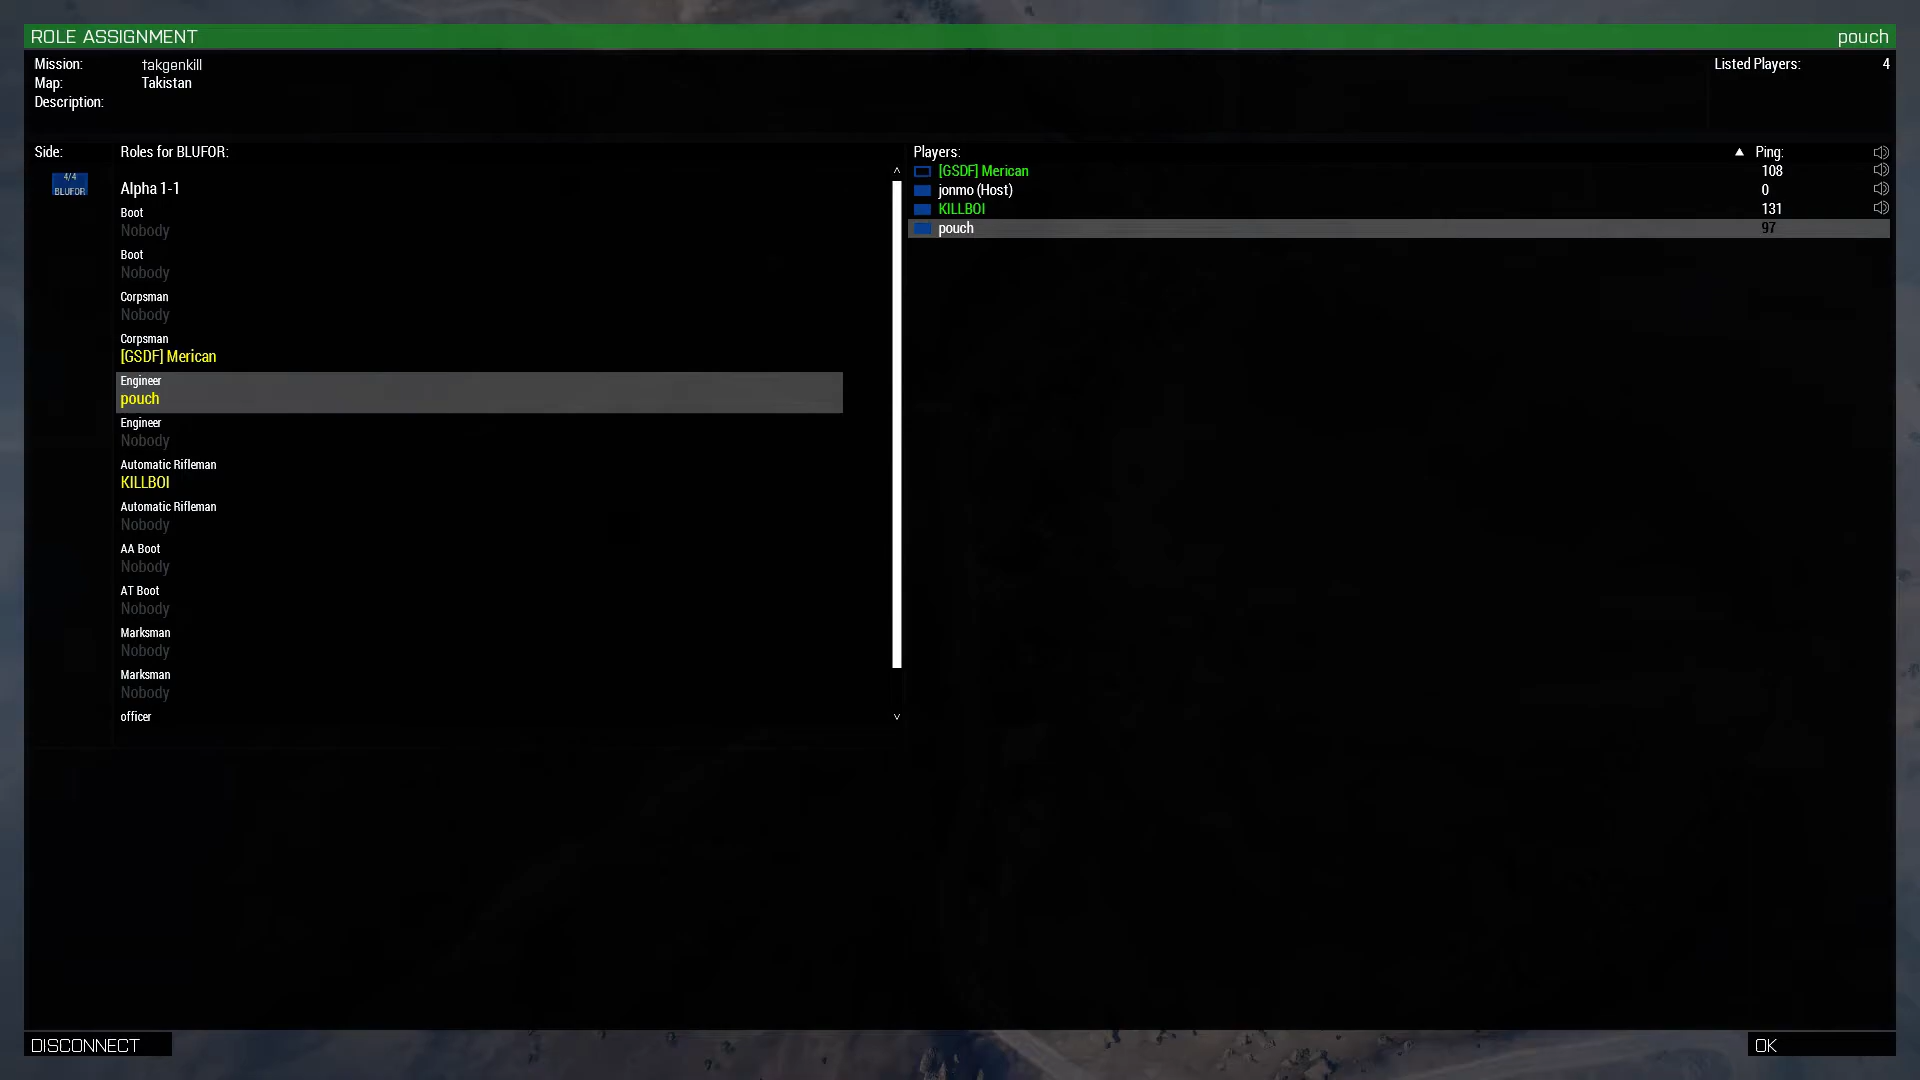 ROLE ASSIGNMENT pouch
Mission: takgenkill Listed Players: 4
Map: Takistan
Description:
Side: Roles for BLUFOR: Players: ▲ Ping:
4/4
BLUFOR
Alpha 1-1
Boot
Nobody
Boot
Nobody
Corpsman
Nobody
Corpsman
[GSDF] Merican
Engineer
pouch
Engineer
Nobody
Automatic Rifleman
KILLBOI
Automatic Rifleman
Nobody
AA Boot
Nobody
AT Boot
Nobody
Marksman
Nobody
Marksman
Nobody
officer
[GSDF] Merican 108
jonmo (Host) 0
KILLBOI 131
pouch 97
DISCONNECT OK